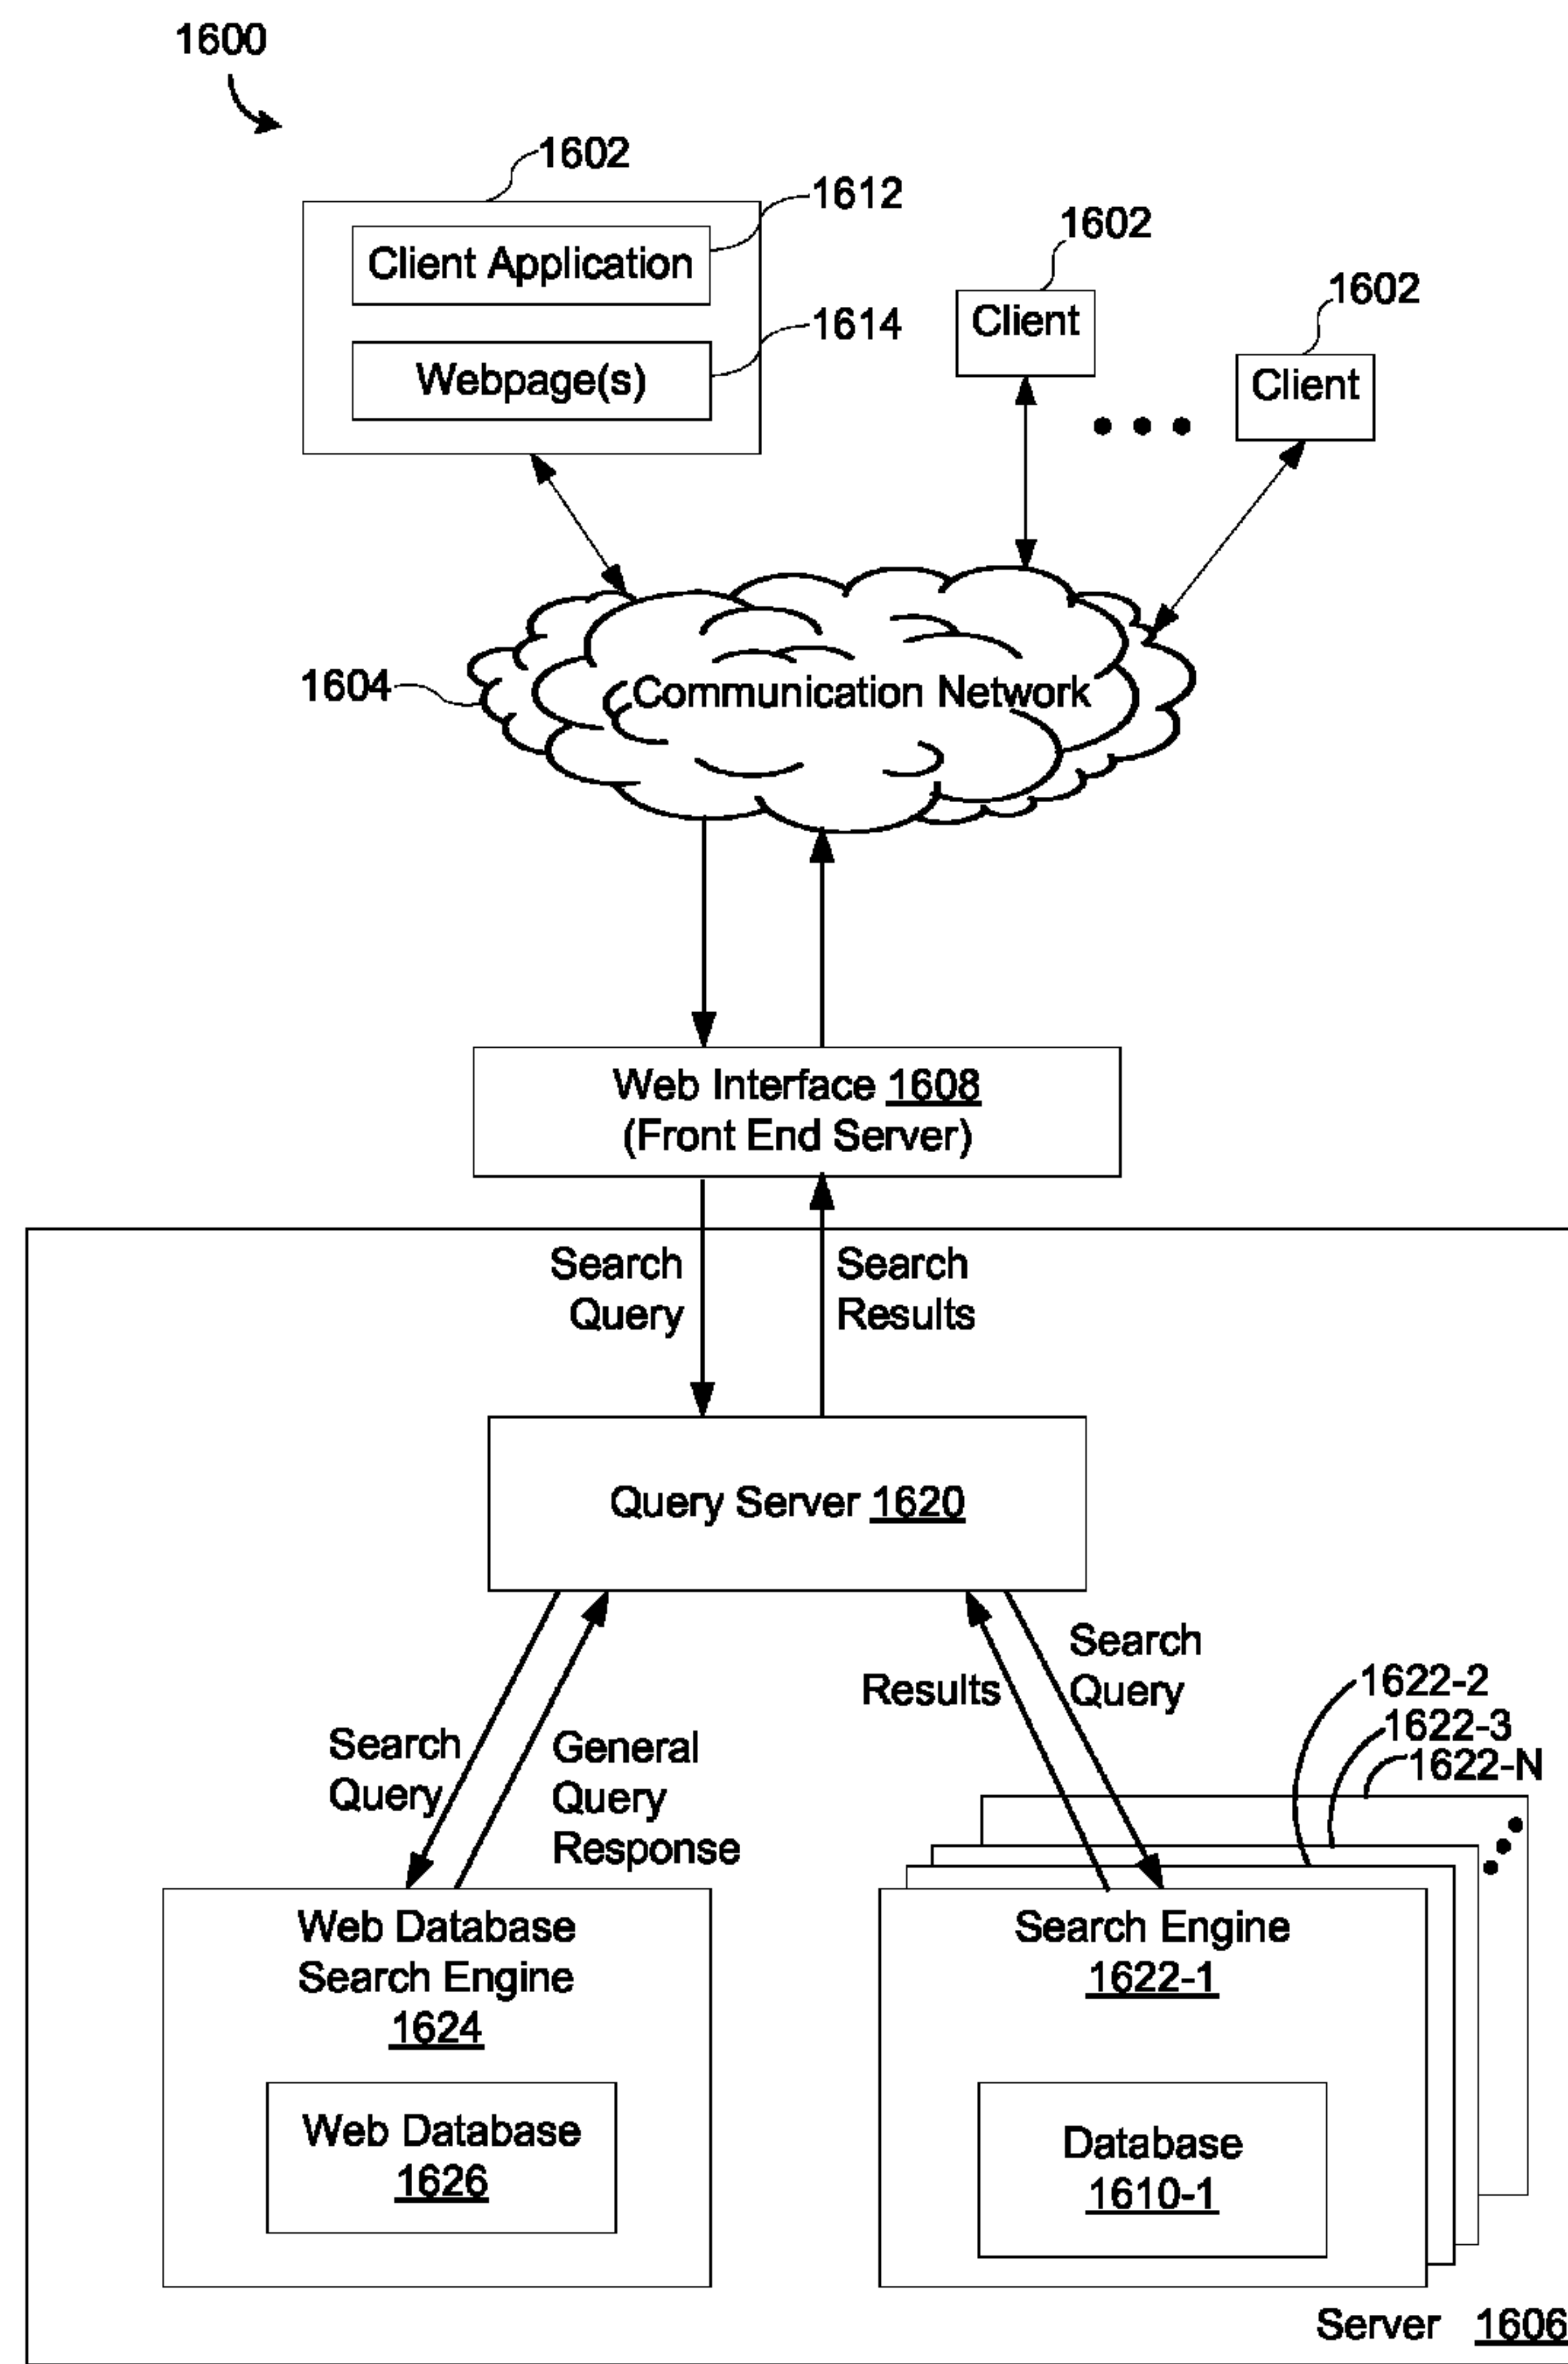 1600
1602
1612
Client Application
1614
Webpage(s)
1602
Client
1602
Client
1604
Communication Network
Web Interface 1608
(Front End Server)
Search
Query
Search
Results
Query Server 1620
Search
Query
General
Query
Response
Results
Search
Query
1622-2
1622-3
1622-N
Web Database
Search Engine
1624
Web Database
1626
Search Engine
1622-1
Database
1610-1
Server 1606